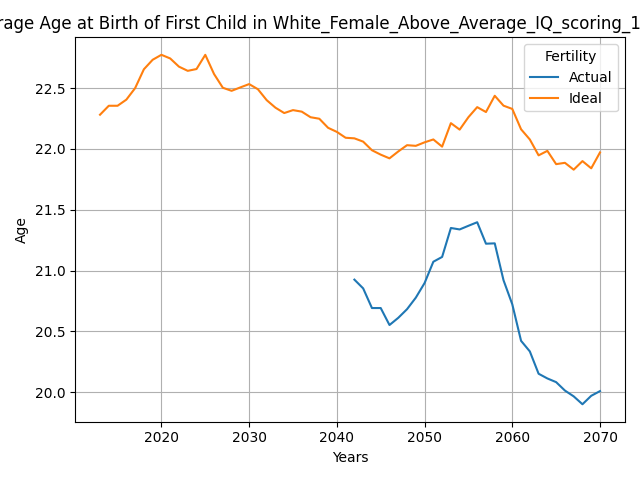 rage Age at Birth of First Child in White_Female_Above_Average_IQ_scoring_1
Fertility
Actual
Ideal
22.5
22.0
21.5
21.0
20.5
20.0
Age
2020 2030 2040 2050 2060 2070
Years